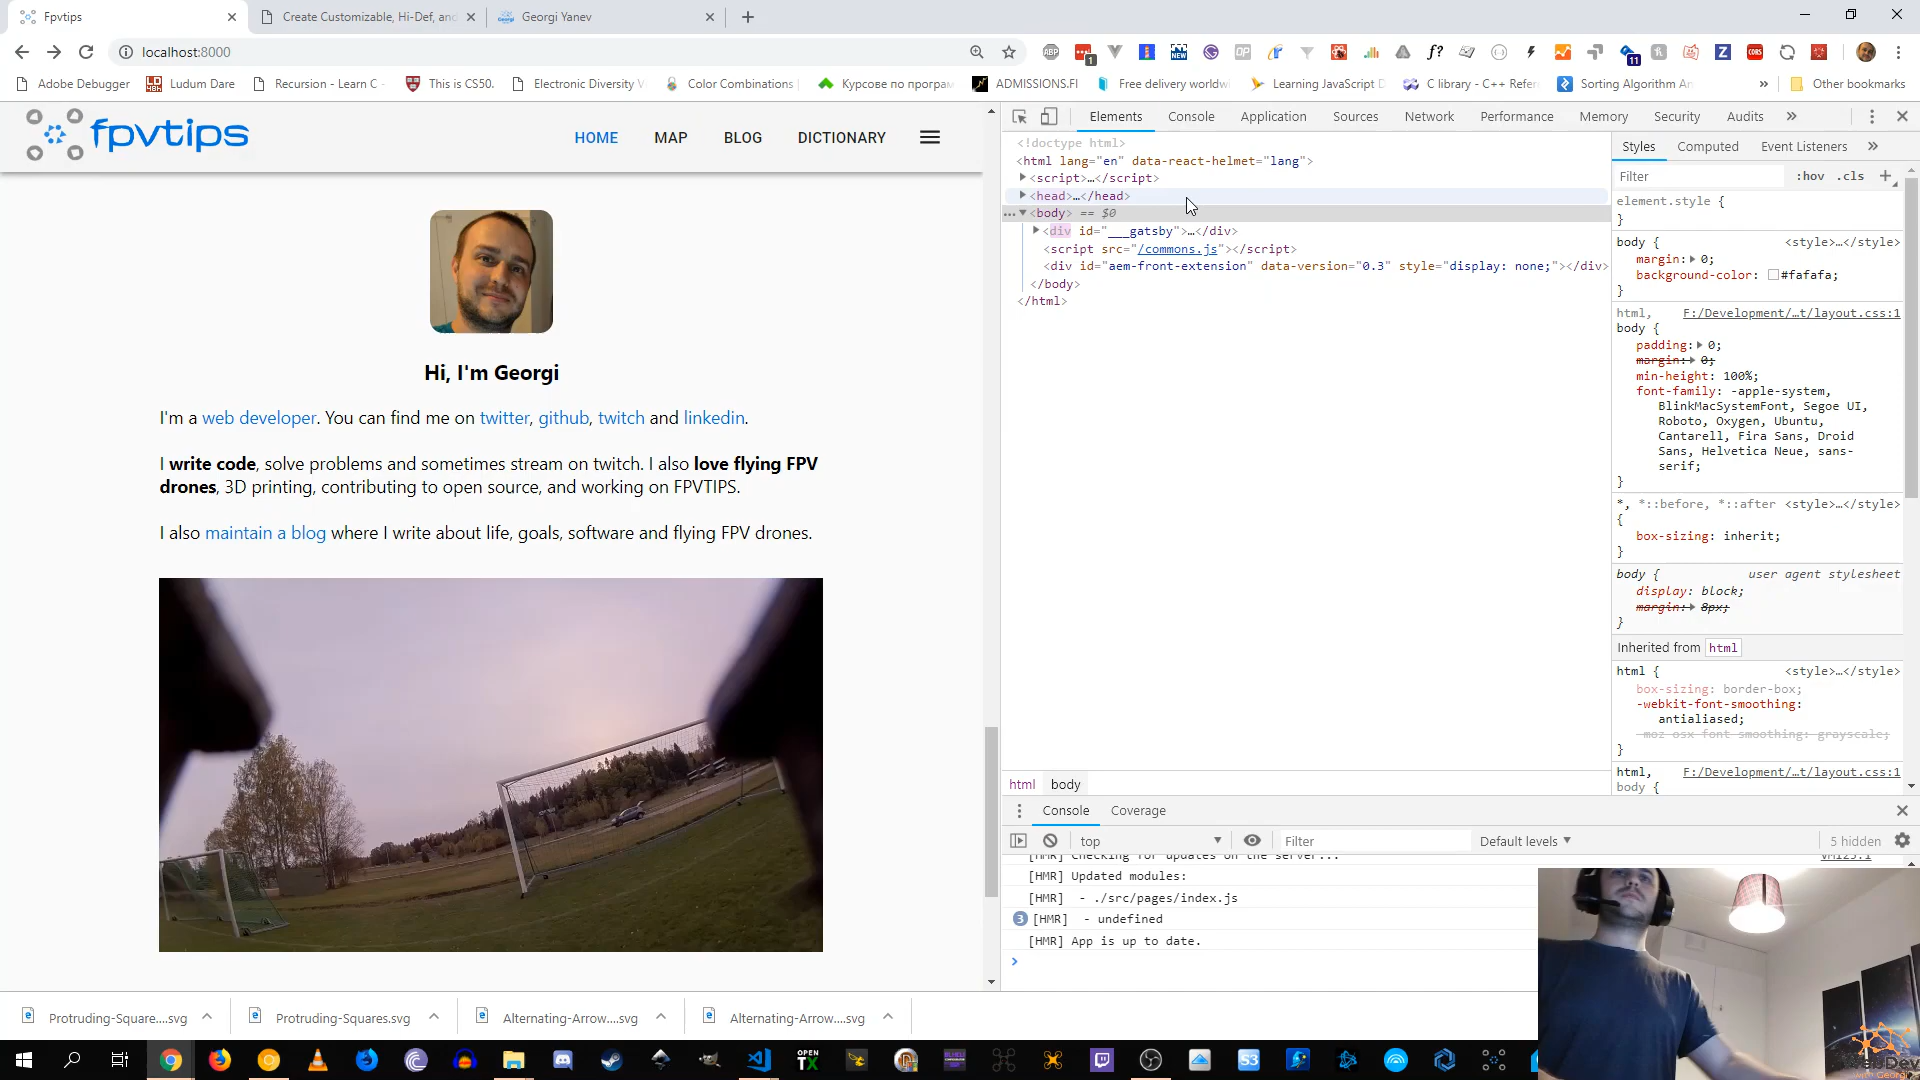 Fpvtips
Create Customizable, Hi-Def, and
Georgi Yanev
localhost:8000
Adobe Debugger
Ludum Dare
Recursion - Learn C
This is CS50.
Electronic Diversity V
Color Combinations
Курсове по програм
ADMISSIONS.FI
Free delivery worldwi
Learning JavaScript D
C library - C++ Refer
Sorting Algorithm An
Other bookmarks
fpvtips
HOME
MAP
BLOG
DICTIONARY
Hi, I'm Georgi
I'm a web developer. You can find me on twitter, github, twitch and linkedin.
I write code, solve problems and sometimes stream on twitch. I also love flying FPV
drones, 3D printing, contributing to open source, and working on FPVTIPS.
I also maintain a blog where I write about life, goals, software and flying FPV drones.
Elements
Console
Application
Sources
Network
Performance
Memory
Security
Audits
<!doctype html>
<html lang="en" data-react-helmet="lang">
<script>…</script>
<head>…</head>
<body> == $0
<div id="___gatsby">…</div>
<script src="/commons.js"></script>
<div id="aem-front-extension" data-version="0.3" style="display: none;"></div>
</body>
</html>
html
body
Styles
Computed
Event Listeners
Filter
:hov .cls
element.style {
}
body { <style>…</style>
margin: 0;
background-color: #fafafa;
}
html, F:/Development/…t/layout.css:1
body {
padding: 0;
margin: 0;
min-height: 100%;
font-family: -apple-system,
BlinkMacSystemFont, Segoe UI,
Roboto, Oxygen, Ubuntu,
Cantarell, Fira Sans, Droid
Sans, Helvetica Neue, sans-
serif;
}
*, *::before, *::after <style>…</style>
{
box-sizing: inherit;
}
body { user agent stylesheet
display: block;
margin: 8px;
}
Inherited from html
html { <style>…</style>
box-sizing: border-box;
-webkit-font-smoothing:
antialiased;
-moz-osx-font-smoothing: grayscale;
}
html, F:/Development/…t/layout.css:1
body {
Console
Coverage
top
Filter
Default levels
5 hidden
[HMR] Checking for updates on the server...
[HMR] Updated modules:
[HMR]  - ./src/pages/index.js
3 [HMR]  - undefined
[HMR] App is up to date.
Protruding-Square....svg
Protruding-Squares.svg
Alternating-Arrow....svg
Alternating-Arrow....svg